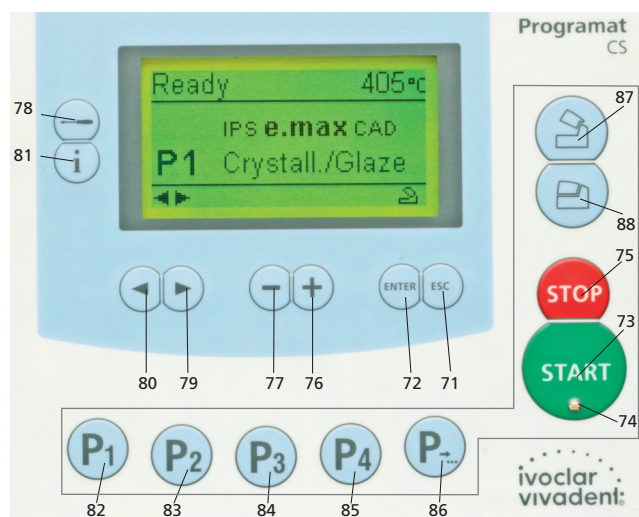 Programat
CS
Ready 405°C
IPS e.max CAD
P1 Crystall./Glaze
78
81
i
87
88
75
STOP
73
START
74
ENTER ESC
80 79 77 76 72 71
P1 P2 P3 P4 P...
82 83 84 85 86
ivoclar
vivadent: